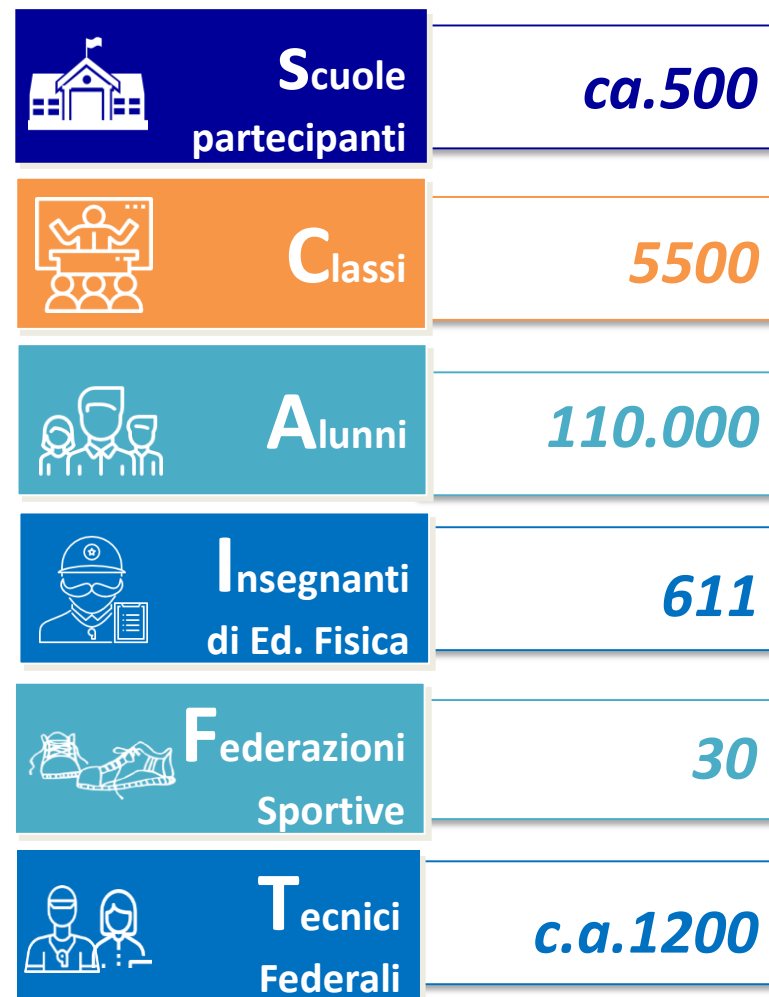 Scuole
partecipanti
ca.500
Classi
5500
Alunni
110.000
Insegnanti
di Ed. Fisica
611
Federazioni
Sportive
30
Tecnici
Federali
c.a.1200